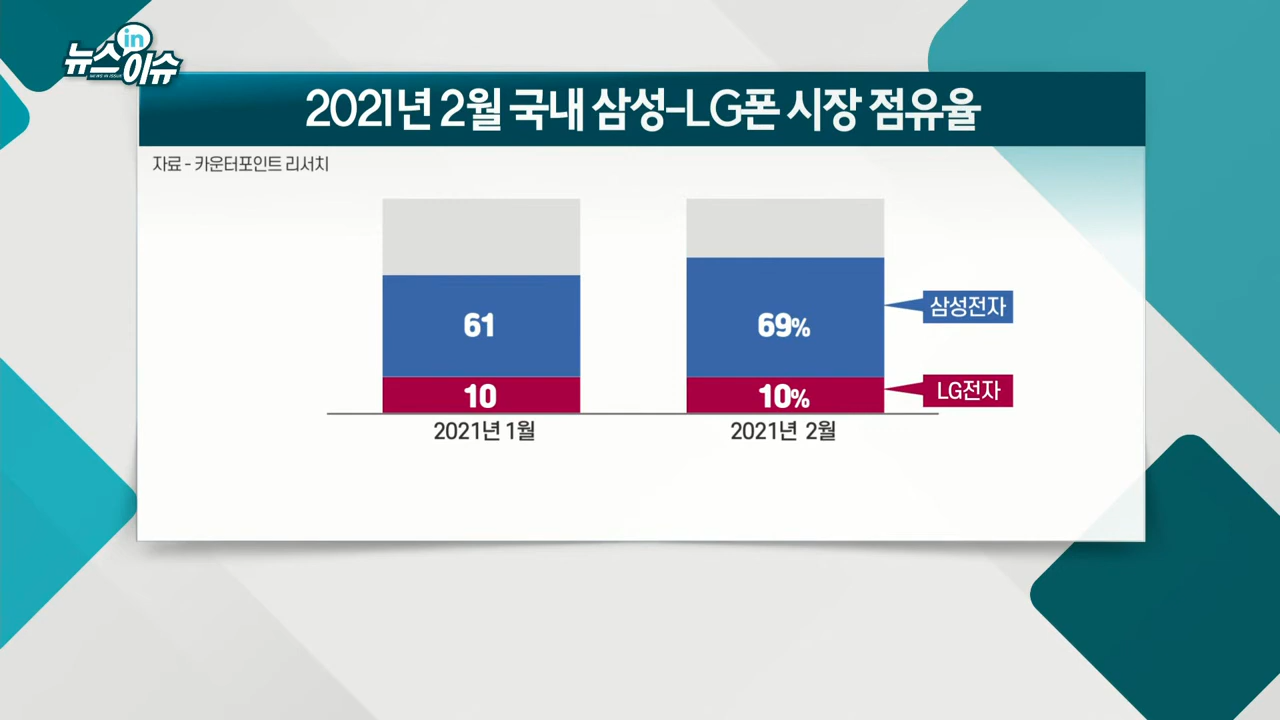 뉴스in이슈
NEWS IN ISSUE
2021년 2월 국내 삼성-LG폰 시장 점유율
자료 - 카운터포인트 리서치
61
69%
삼성전자
10
10%
LG전자
2021년 1월
2021년 2월